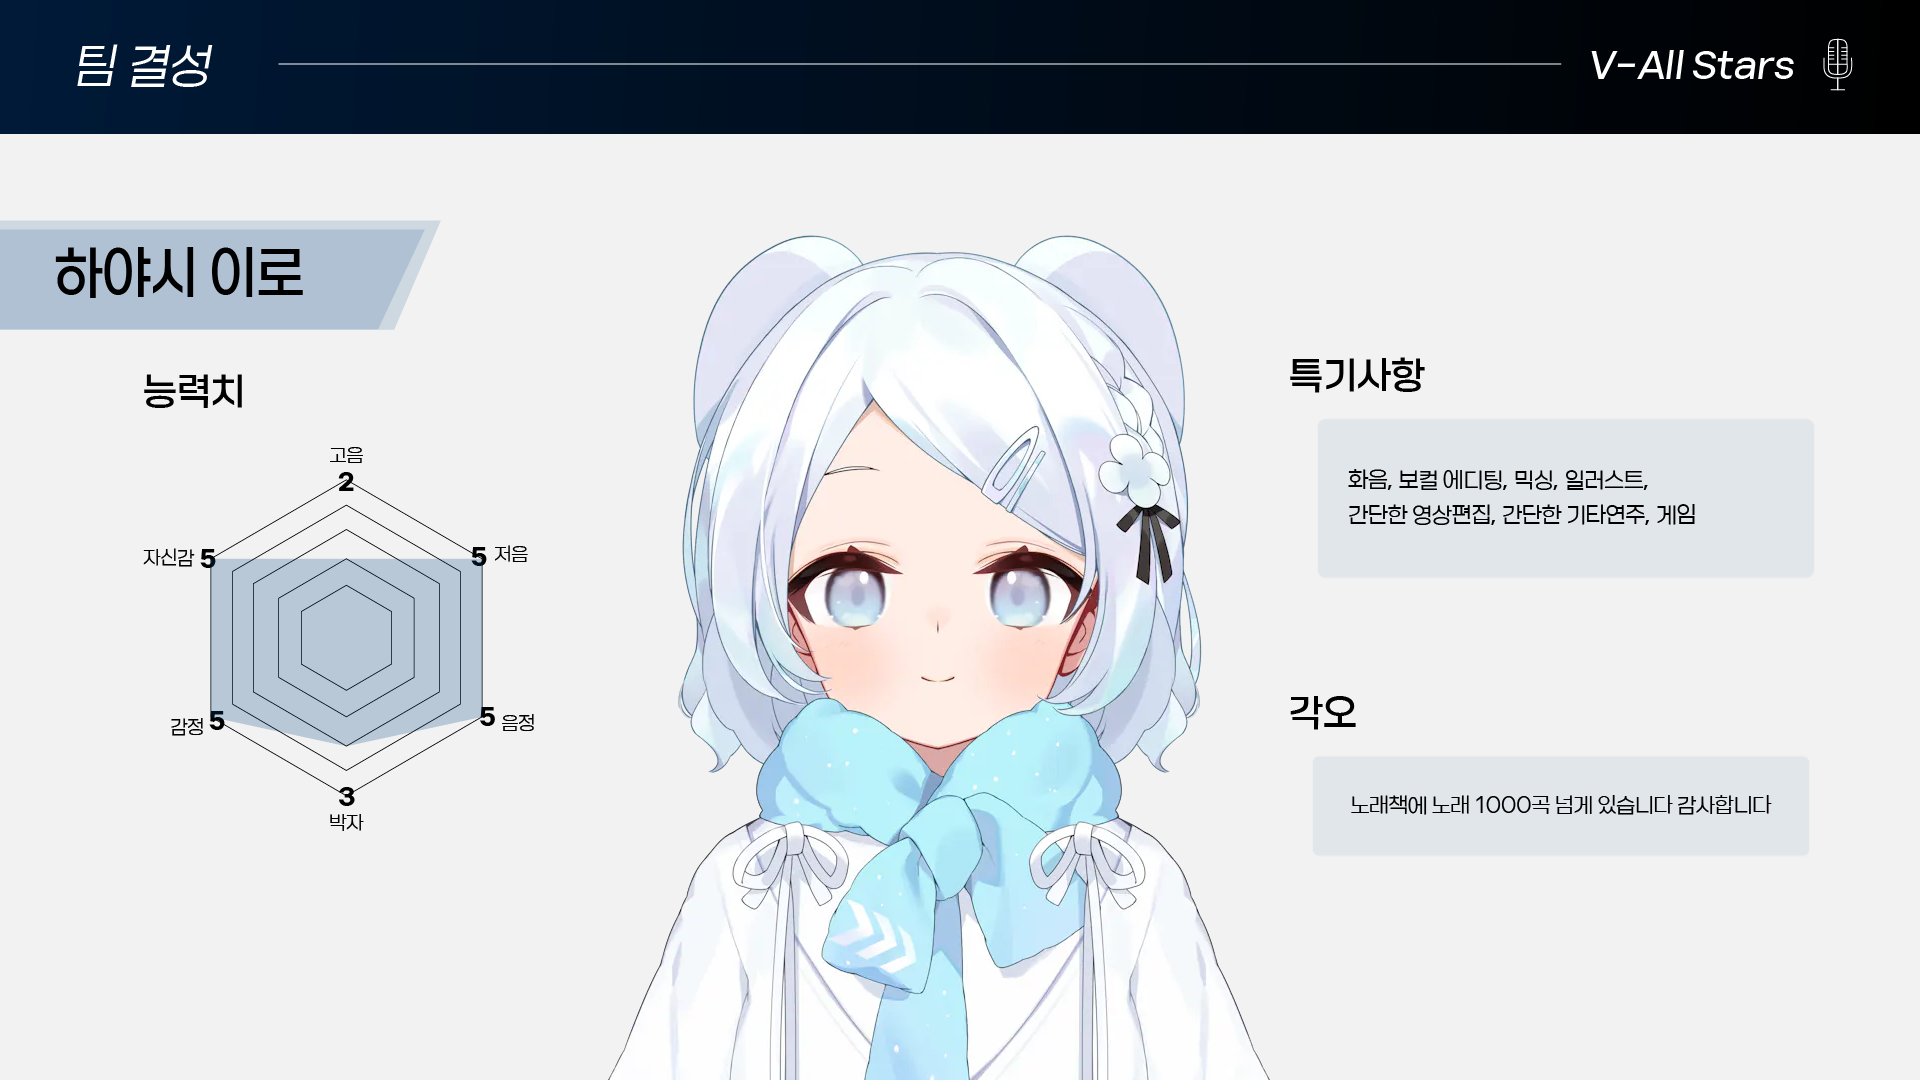 팀 결성
V-All Stars
하야시 이로
능력치
고음
2
자신감 5
5 저음
감정 5
5 음정
3
박자
특기사항
화음, 보컬 에디팅, 믹싱, 일러스트,
간단한 영상편집, 간단한 기타연주, 게임
각오
노래책에 노래 1000곡 넘게 있습니다 감사합니다